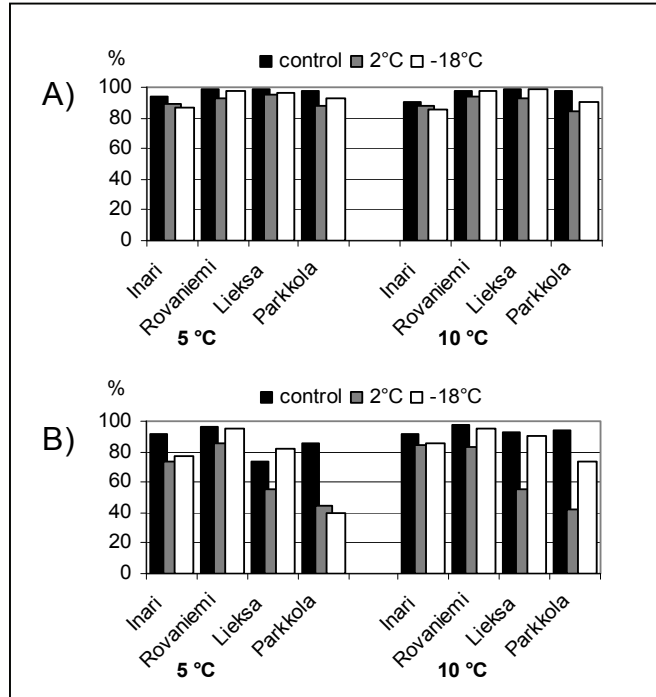 % ■ control ■ 2°C □ -18°C
A)
100
80
60
40
20
0
Inari Rovaniemi Lieksa Parkkola Inari Rovaniemi Lieksa Parkkola
5 °C 10 °C
% ■ control ■ 2°C □ -18°C
B)
100
80
60
40
20
0
Inari Rovaniemi Lieksa Parkkola Inari Rovaniemi Lieksa Parkkola
5 °C 10 °C